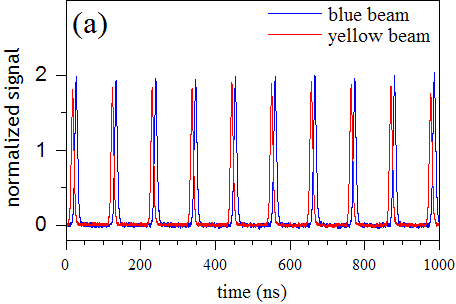 (a)
blue beam
yellow beam
normalized signal
2
1
0
0 200 400 600 800 1000
time (ns)